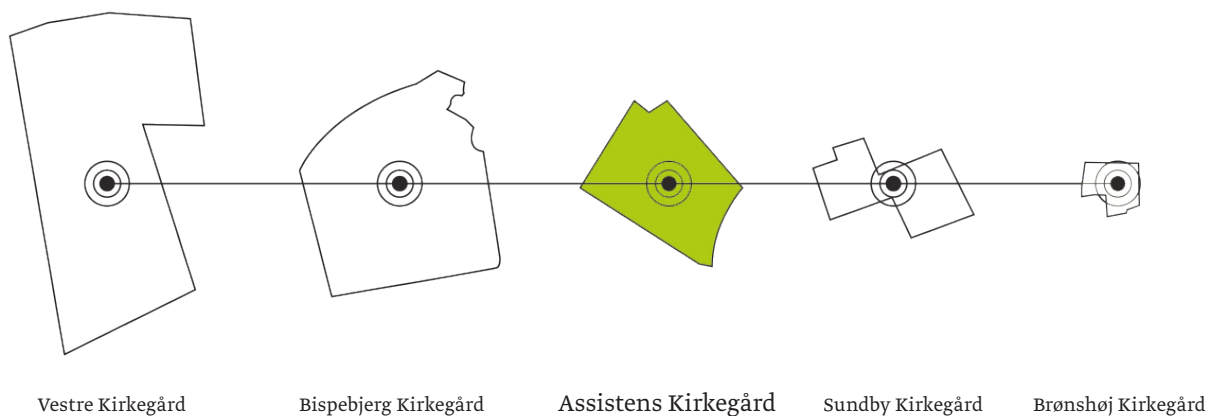 Vestre Kirkegård
Bispebjerg Kirkegård
Assistens Kirkegård
Sundby Kirkegård
Brønshøj Kirkegård